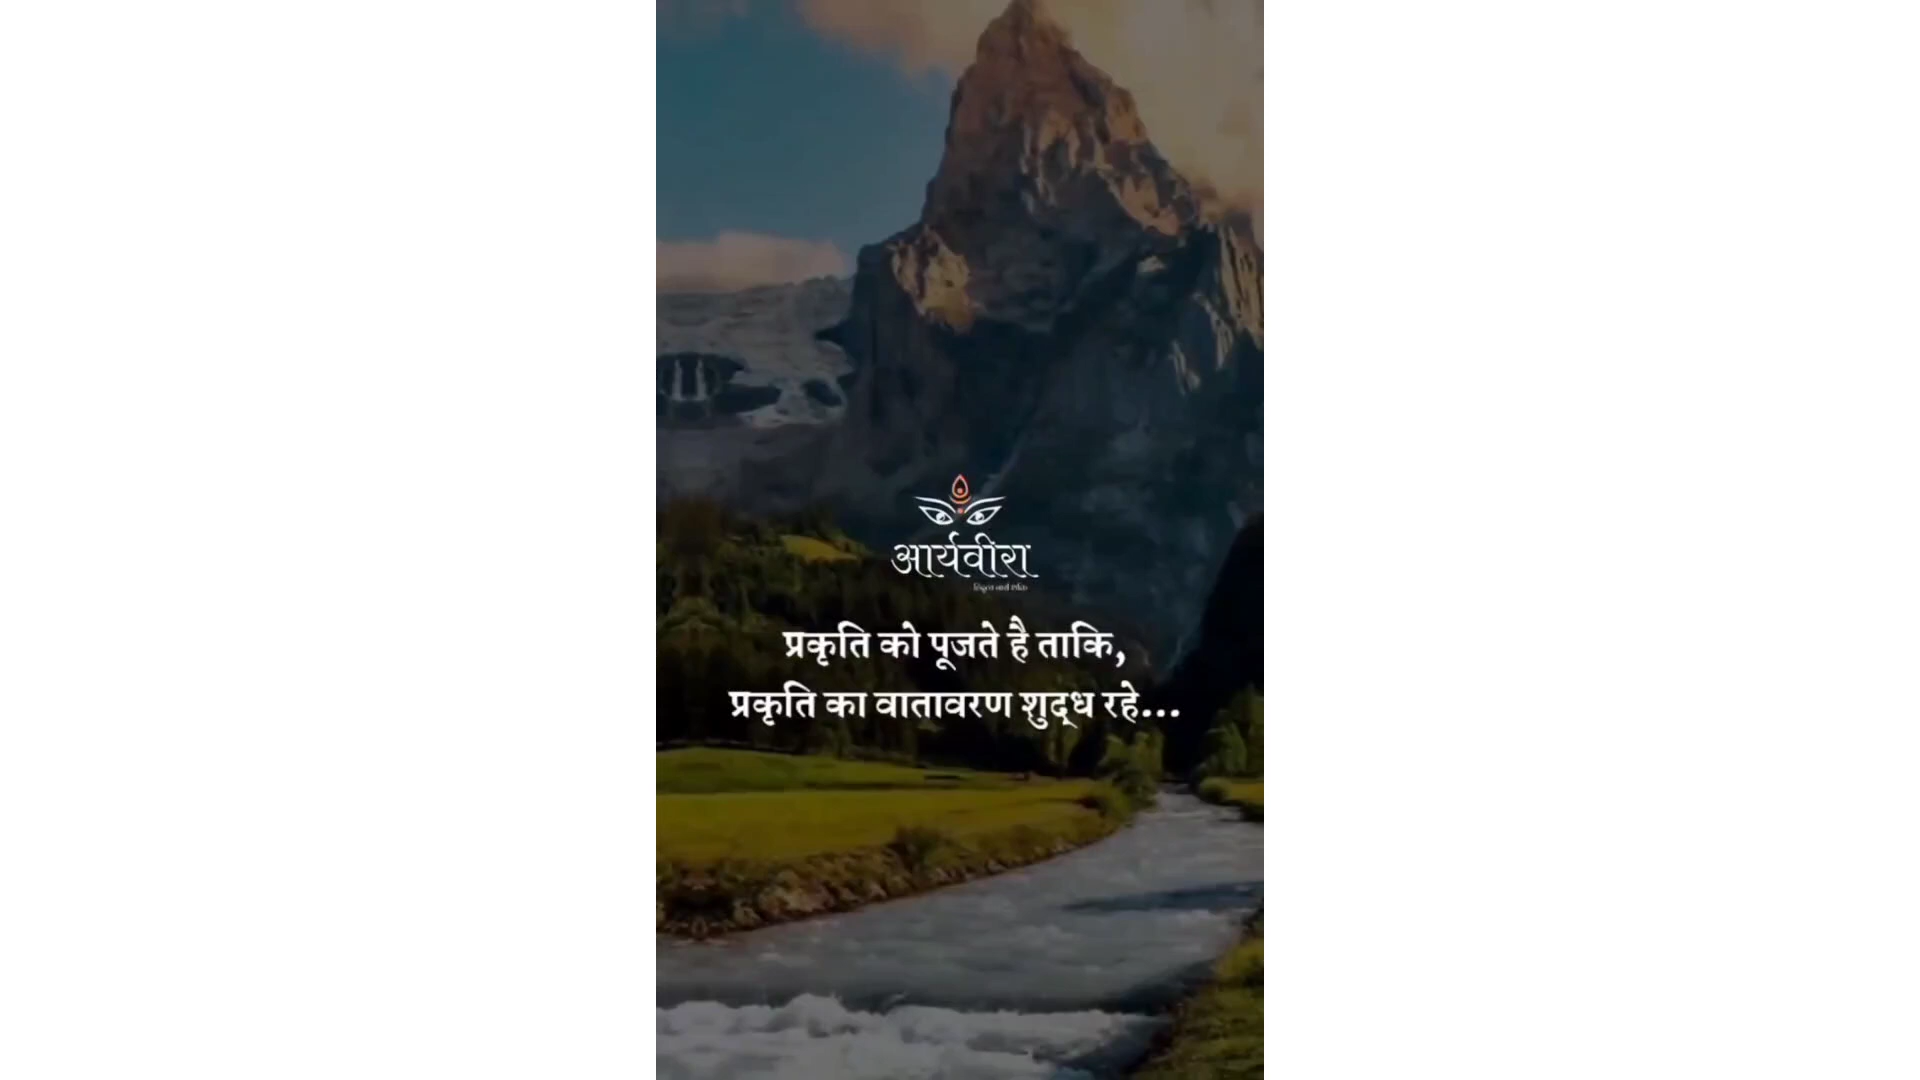 आर्यवीरा
प्रकृति को पूजते है ताकि,
प्रकृति का वातावरण शुद्ध रहे...